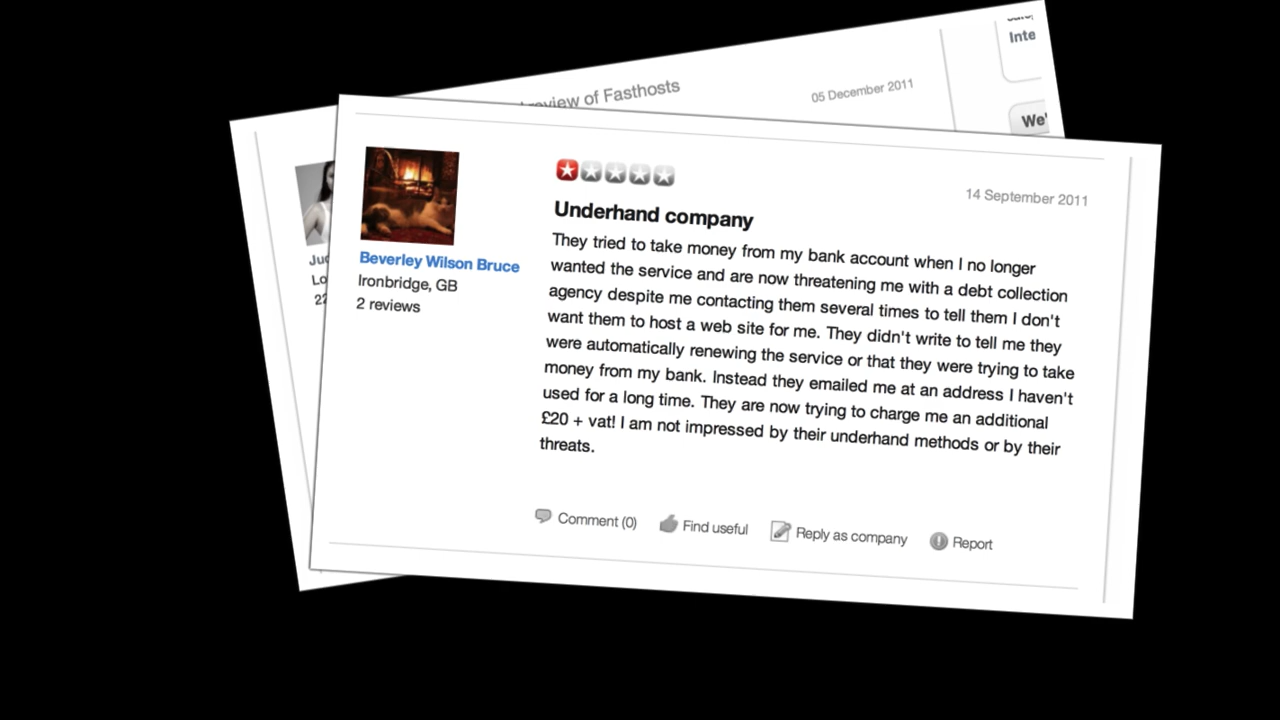 Inte
review of Fasthosts
05 December 2011
We'
14 September 2011
Underhand company
They tried to take money from my bank account when I no longer
wanted the service and are now threatening me with a debt collection
agency despite me contacting them several times to tell them I don't
want them to host a web site for me. They didn't write to tell me they
were automatically renewing the service or that they were trying to take
money from my bank. Instead they emailed me at an address I haven't
used for a long time. They are now trying to charge me an additional
£20 + vat! I am not impressed by their underhand methods or by their
threats.
Beverley Wilson Bruce
Ironbridge, GB
2 reviews
Lo
22
Comment (0)
Find useful
Reply as company
Report